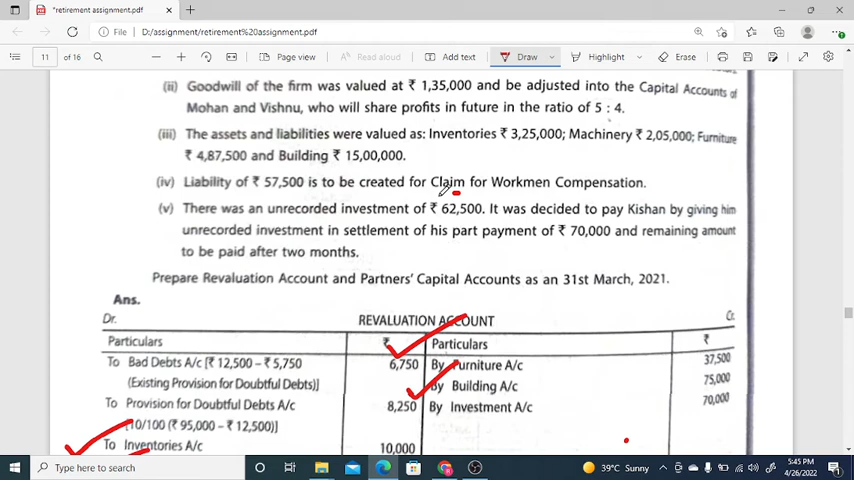 *retirement assignment.pdf
File
D:/assignment/retirement%20assignment.pdf
11 of 16
Page view
Read aloud
Add text
Draw
Highlight
Erase
(ii) Goodwill of the firm was valued at ₹ 1,35,000 and be adjusted into the Capital Accounts of
Mohan and Vishnu, who will share profits in future in the ratio of 5 : 4.
(iii) The assets and liabilities were valued as: Inventories ₹ 3,25,000; Machinery ₹ 2,05,000; Furniture
₹ 4,87,500 and Building ₹ 15,00,000.
(iv) Liability of ₹ 57,500 is to be created for Claim for Workmen Compensation.
(v) There was an unrecorded investment of ₹ 62,500. It was decided to pay Kishan by giving him
unrecorded investment in settlement of his part payment of ₹ 70,000 and remaining amount
to be paid after two months.
Prepare Revaluation Account and Partners' Capital Accounts as an 31st March, 2021.
Ans.
Dr. REVALUATION ACCOUNT Cr.
Particulars ₹ Particulars ₹
To Bad Debts A/c [₹ 12,500 – ₹ 5,750 6,750 By Furniture A/c 37,500
(Existing Provision for Doubtful Debts)] By Building A/c 75,000
To Provision for Doubtful Debts A/c 8,250 By Investment A/c 70,000
[10/100 (₹ 95,000 – ₹ 12,500)]
To Inventories A/c 10,000
Type here to search
39°C Sunny
5:45 PM
4/26/2022